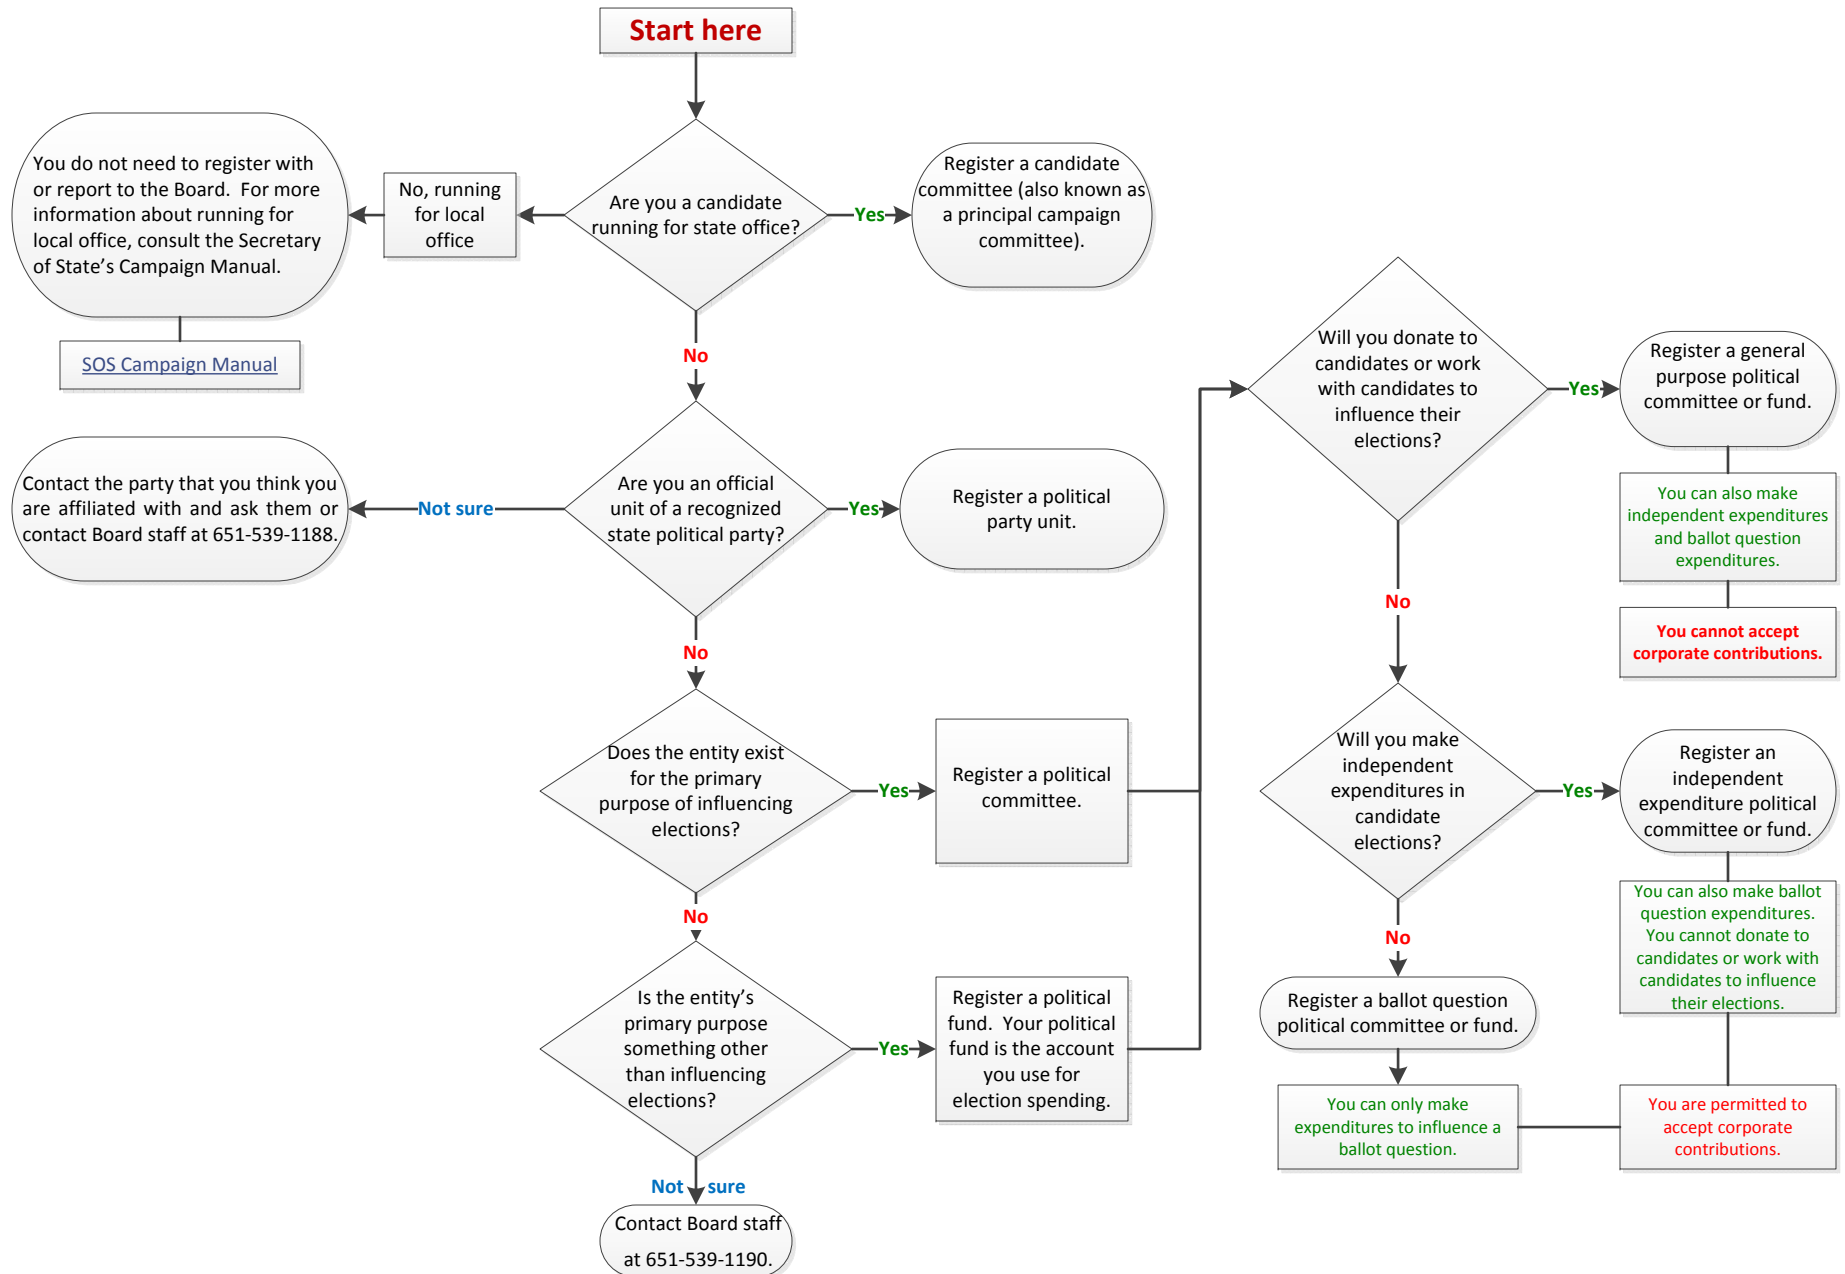 Start here
Are you a candidate
running for state office?
No, running
for local
office
You do not need to register with
or report to the Board.  For more
information about running for
local office, consult the Secretary
of State’s Campaign Manual.
SOS Campaign Manual
Yes
Register a candidate
committee (also known as
a principal campaign
committee).
No
Are you an official
unit of a recognized
state political party?
Not sure
Contact the party that you think you
are affiliated with and ask them or
contact Board staff at 651-539-1188.
Yes
Register a political
party unit.
No
Does the entity exist
for the primary
purpose of influencing
elections?
Yes
Register a political
committee.
No
Is the entity’s
primary purpose
something other
than influencing
elections?
Yes
Register a political
fund.  Your political
fund is the account
you use for
election spending.
Not sure
Contact Board staff
at 651-539-1190.
Will you donate to
candidates or work
with candidates to
influence their
elections?
Yes
Register a general
purpose political
committee or fund.
You can also make
independent expenditures
and ballot question
expenditures.
You cannot accept
corporate contributions.
No
Will you make
independent
expenditures in
candidate
elections?
Yes
Register an
independent
expenditure political
committee or fund.
You can also make ballot
question expenditures.
You cannot donate to
candidates or work with
candidates to influence
their elections.
No
Register a ballot question
political committee or fund.
You can only make
expenditures to influence a
ballot question.
You are permitted to
accept corporate
contributions.